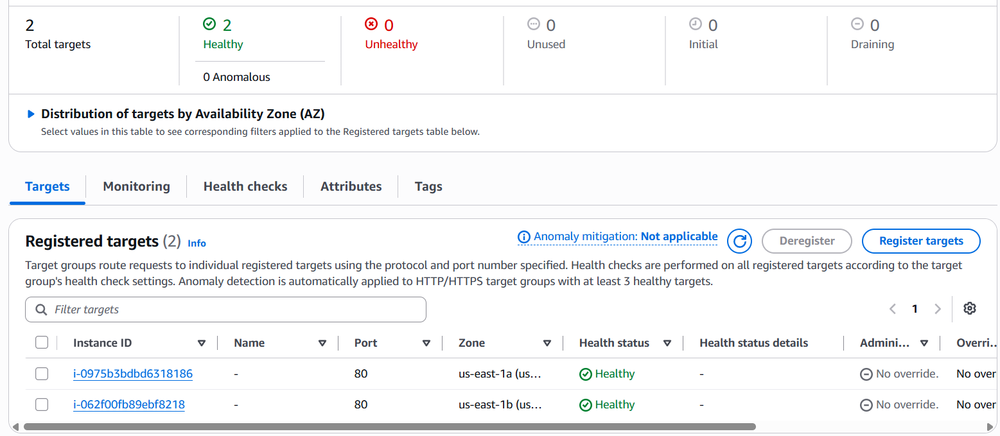 2
Total targets
2
Healthy
0 Anomalous
0
Unhealthy
0
Unused
0
Initial
0
Draining
Distribution of targets by Availability Zone (AZ)
Select values in this table to see corresponding filters applied to the Registered targets table below.
Targets Monitoring Health checks Attributes Tags
Registered targets (2) Info Anomaly mitigation: Not applicable Deregister Register targets
Target groups route requests to individual registered targets using the protocol and port number specified. Health checks are performed on all registered targets according to the target
group's health check settings. Anomaly detection is automatically applied to HTTP/HTTPS target groups with at least 3 healthy targets.
Filter targets 1
Instance ID Name Port Zone Health status Health status details Admini... Overri...
i-0975b3bdbd6318186 - 80 us-east-1a (us... Healthy - No override. No over
i-062f00fb89ebf8218 - 80 us-east-1b (us... Healthy - No override. No over